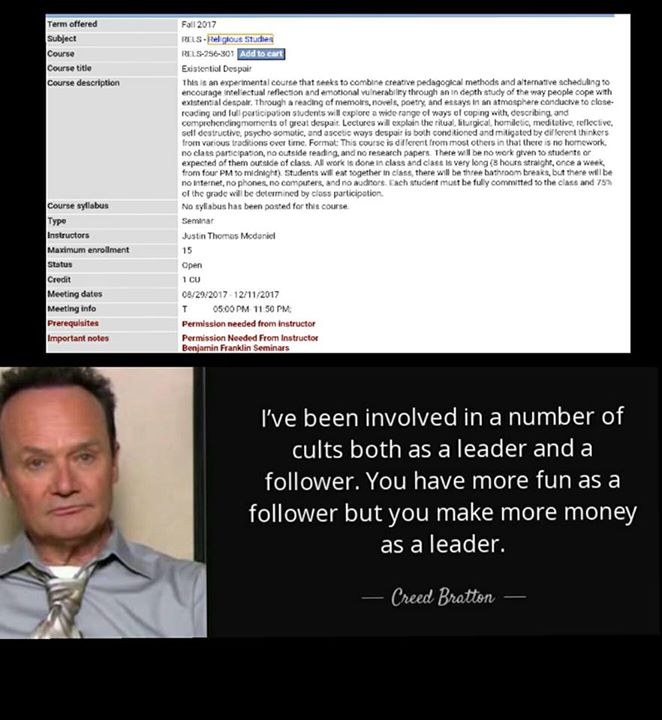 Term offered Fall 2017
Subject RELS - Religious Studies
Course RELS-256-301 Add to cart
Course title Existential Despair
Course description This is an experimental course that seeks to combine creative pedagogical methods and alternative scheduling to
encourage intellectual reflection and emotional vulnerability through an in depth study of the way people cope with
existential despair. Through a reading of memoirs, novels, poetry, and essays in an atmosphere conducive to close-
reading and full participation students will explore a wide range of ways of coping with, describing, and
comprehendingmoments of great despair. Lectures will explain the ritual, liturgical, homiletic, meditative, reflective,
self destructive, psycho-somatic, and ascetic ways despair is both conditioned and mitigated by different thinkers
from various traditions over time. Format: This course is different from most others in that there is no homework,
no class participation, no outside reading, and no research papers. There will be no work given to students or
expected of them outside of class. All work is done in class and class is very long (8 hours straight, once a week,
from four PM to midnight). Students will eat together in class, there will be three bathroom breaks, but there will be
no internet, no phones, no computers, and no auditors. Each student must be fully committed to the class and 75%
of the grade will be determined by class participation.
Course syllabus No syllabus has been posted for this course.
Type Seminar
Instructors Justin Thomas Mcdaniel
Maximum enrollment 15
Status Open
Credit 1 CU
Meeting dates 08/29/2017 - 12/11/2017
Meeting info T 05:00 PM 11:50 PM;
Prerequisites Permission needed from instructor
Important notes Permission Needed From Instructor
Benjamin Franklin Seminars
I've been involved in a number of
cults both as a leader and a
follower. You have more fun as a
follower but you make more money
as a leader.
— Creed Bratton —